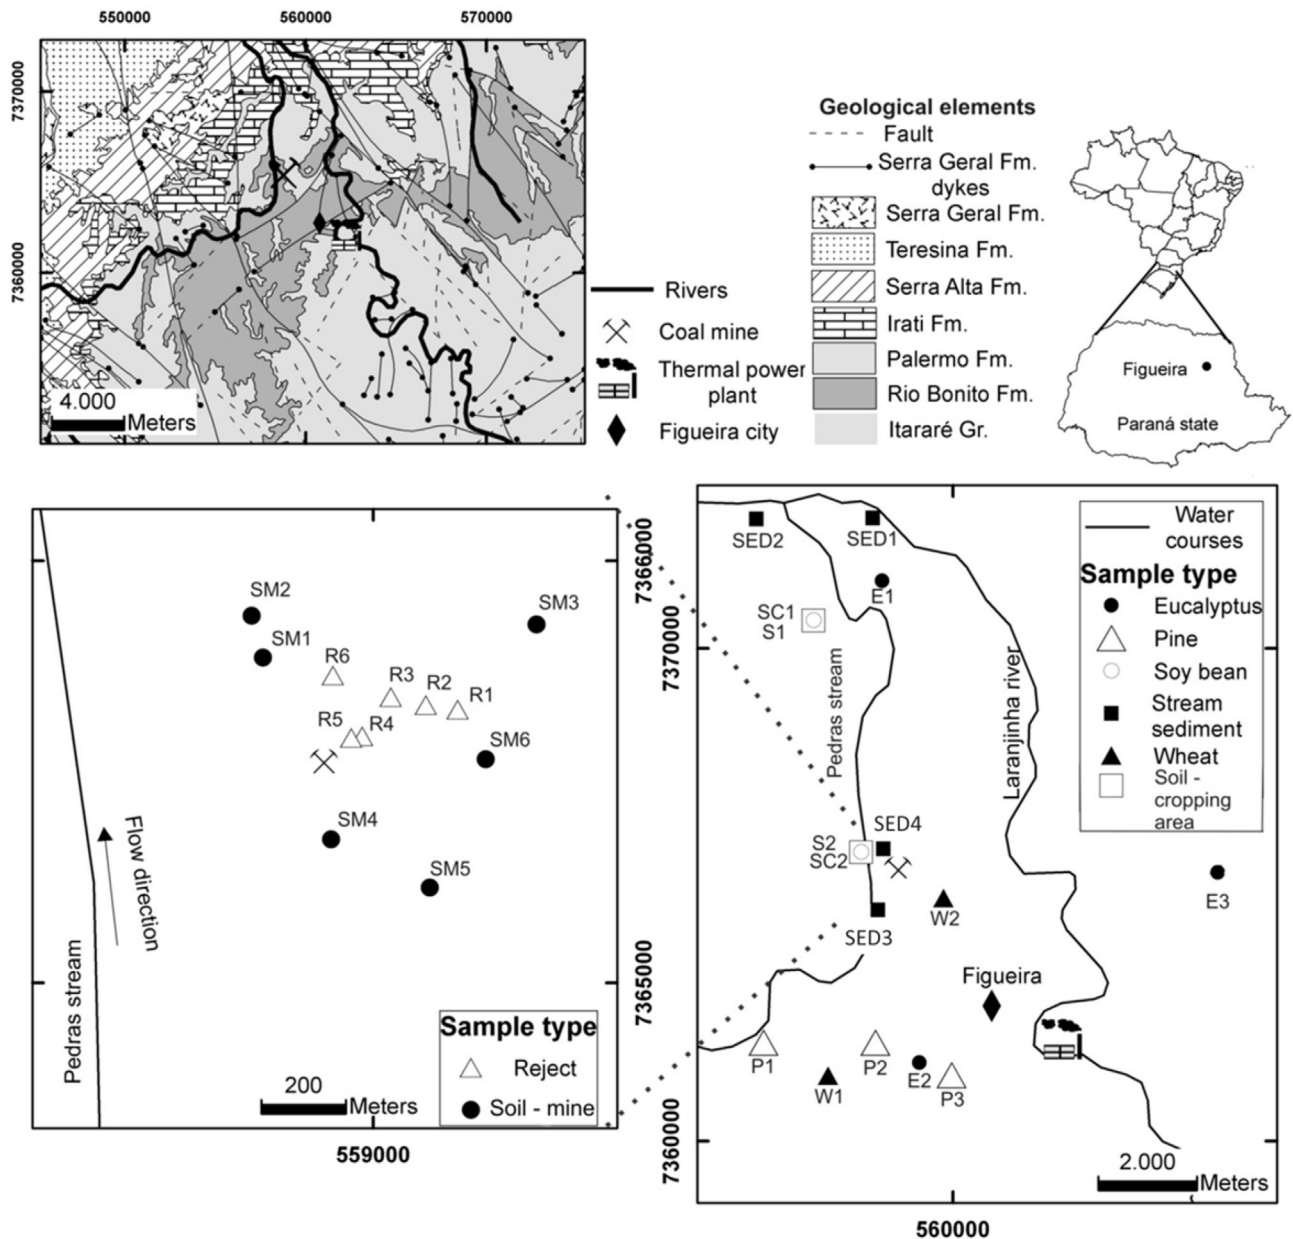 550000
560000
570000
7370000
7360000
4.000
Meters
Rivers
Coal mine
Thermal power
plant
Figueira city
Geological elements
Fault
Serra Geral Fm.
dykes
Serra Geral Fm.
Teresina Fm.
Serra Alta Fm.
Irati Fm.
Palermo Fm.
Rio Bonito Fm.
Itararé Gr.
Figueira
Paraná state
SM2
SM1
SM3
R6
R3
R2
R1
R5
R4
SM6
SM4
SM5
Flow direction
Pedras stream
Sample type
Reject
Soil - mine
200
Meters
559000
7366000
7365000
SED2
SED1
E1
SC1
S1
Pedras stream
Laranjinha river
SED4
S2
SC2
W2
SED3
E3
Figueira
P1
P2
E2
P3
W1
Water
courses
Sample type
Eucalyptus
Pine
Soy bean
Stream
sediment
Wheat
Soil -
cropping
area
2.000
Meters
7370000
7360000
560000